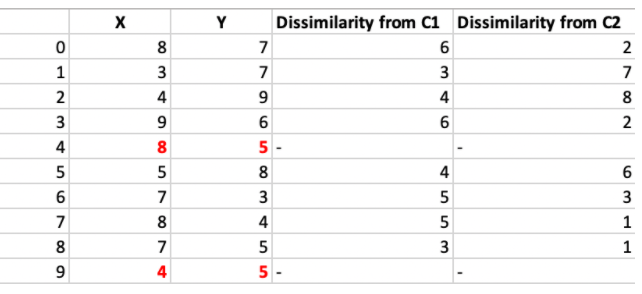 X Y Dissimilarity from C1 Dissimilarity from C2
0 8 7 6 2
1 3 7 3 7
2 4 9 4 8
3 9 6 6 2
4 8 5 - -
5 5 8 4 6
6 7 3 5 3
7 8 4 5 1
8 7 5 3 1
9 4 5 - -